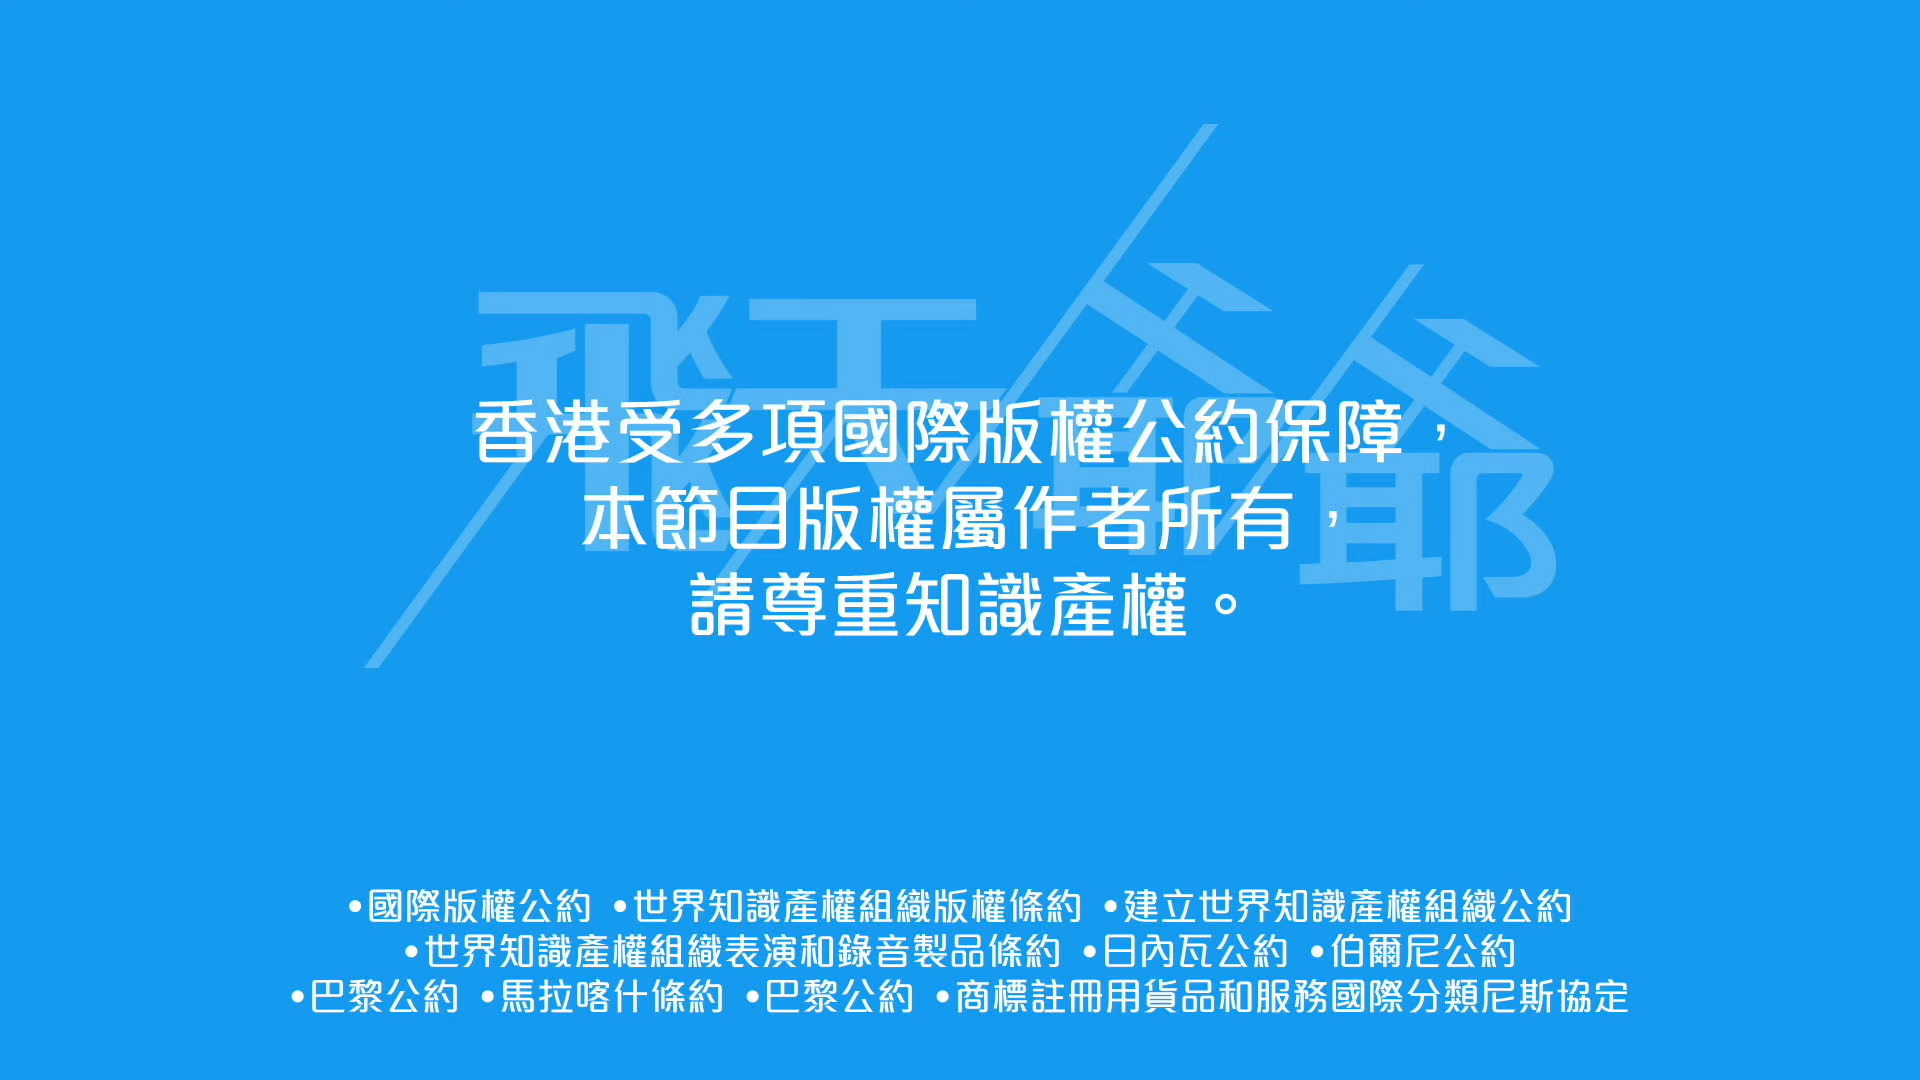 飛天爺爺
香港受多項國際版權公約保障，
本節目版權屬作者所有，
請尊重知識產權。
•國際版權公約 •世界知識產權組織版權條約 •建立世界知識產權組織公約
•世界知識產權組織表演和錄音製品條約 •日內瓦公約 •伯爾尼公約
•巴黎公約 •馬拉喀什條約 •巴黎公約 •商標註冊用貨品和服務國際分類尼斯協定